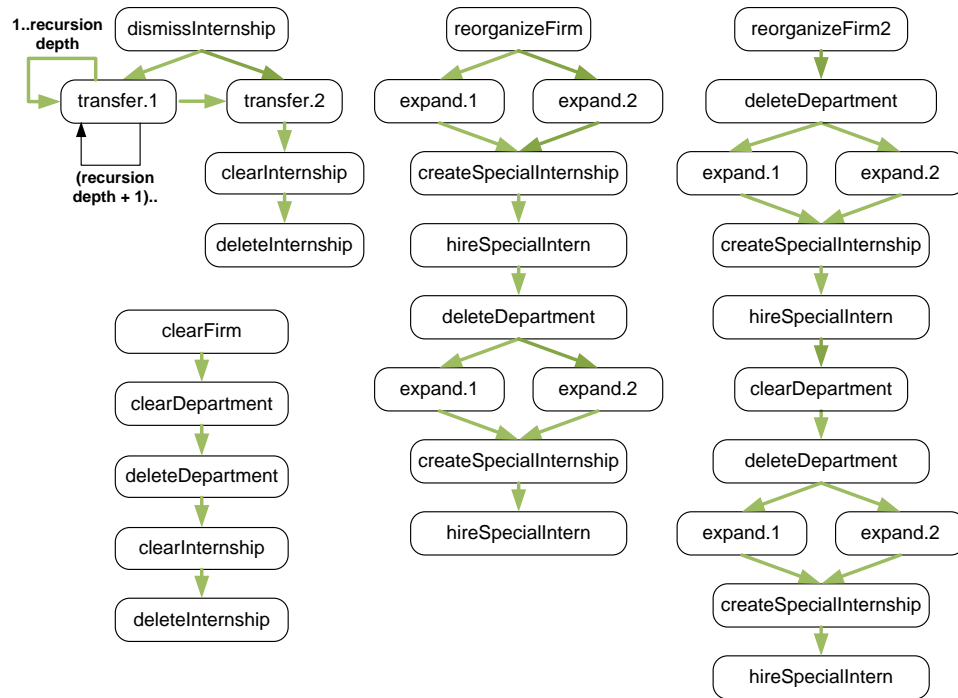 1..recursion
depth
dismissInternship
transfer.1
transfer.2
(recursion
depth + 1)..
clearInternship
deleteInternship
clearFirm
clearDepartment
deleteDepartment
clearInternship
deleteInternship
reorganizeFirm
expand.1
expand.2
createSpecialInternship
hireSpecialIntern
deleteDepartment
expand.1
expand.2
createSpecialInternship
hireSpecialIntern
reorganizeFirm2
deleteDepartment
expand.1
expand.2
createSpecialInternship
hireSpecialIntern
clearDepartment
deleteDepartment
expand.1
expand.2
createSpecialInternship
hireSpecialIntern